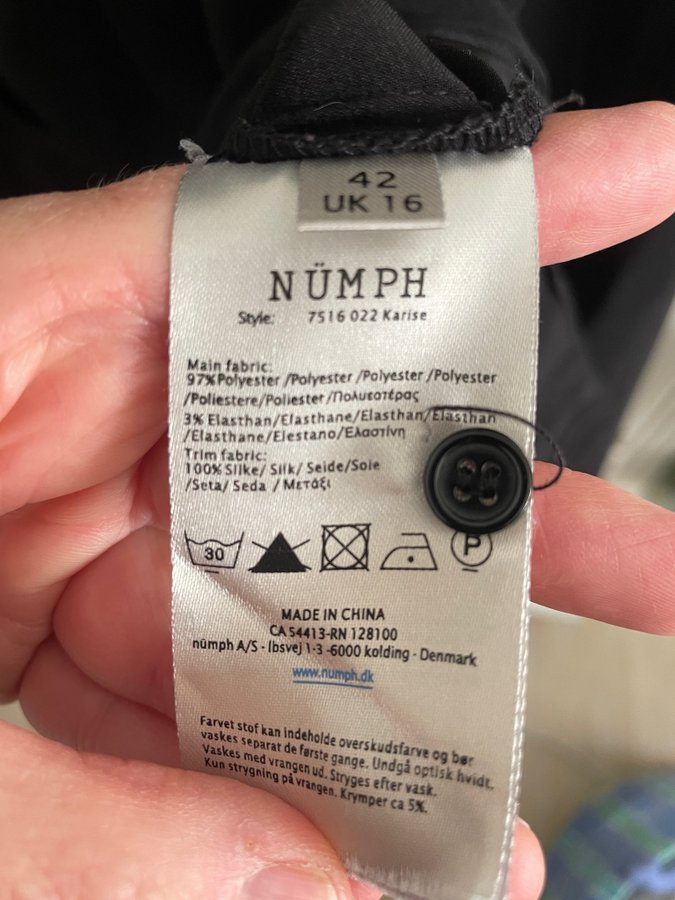 42
UK 16
NÜMPH
Style: 7516 022 Karise
Main fabric:
97%Polyester /Polyester /Polyester /Polyester
/Poliestere/Poliester /Πολυεστέρας
3% Elasthan/Elasthane/Elasthan/Elasthan
/Elasthane/Elestano/Ελαστίνη
Trim fabric:
100% Silke/ Silk/ Seide/Soie
/Seta/ Seda / Μετάξι
30
P
MADE IN CHINA
CA 54413-RN 128100
nümph A/S - Ibsvej 1-3 -6000 kolding - Denmark
www.numph.dk
Farvet stof kan indeholde overskudsfarve og bør
vaskes separat de første gange. Undgå optisk hvidt.
Vaskes med vrangen ud. Stryges efter vask.
Kun strygning på vrangen. Krymper ca 5%.